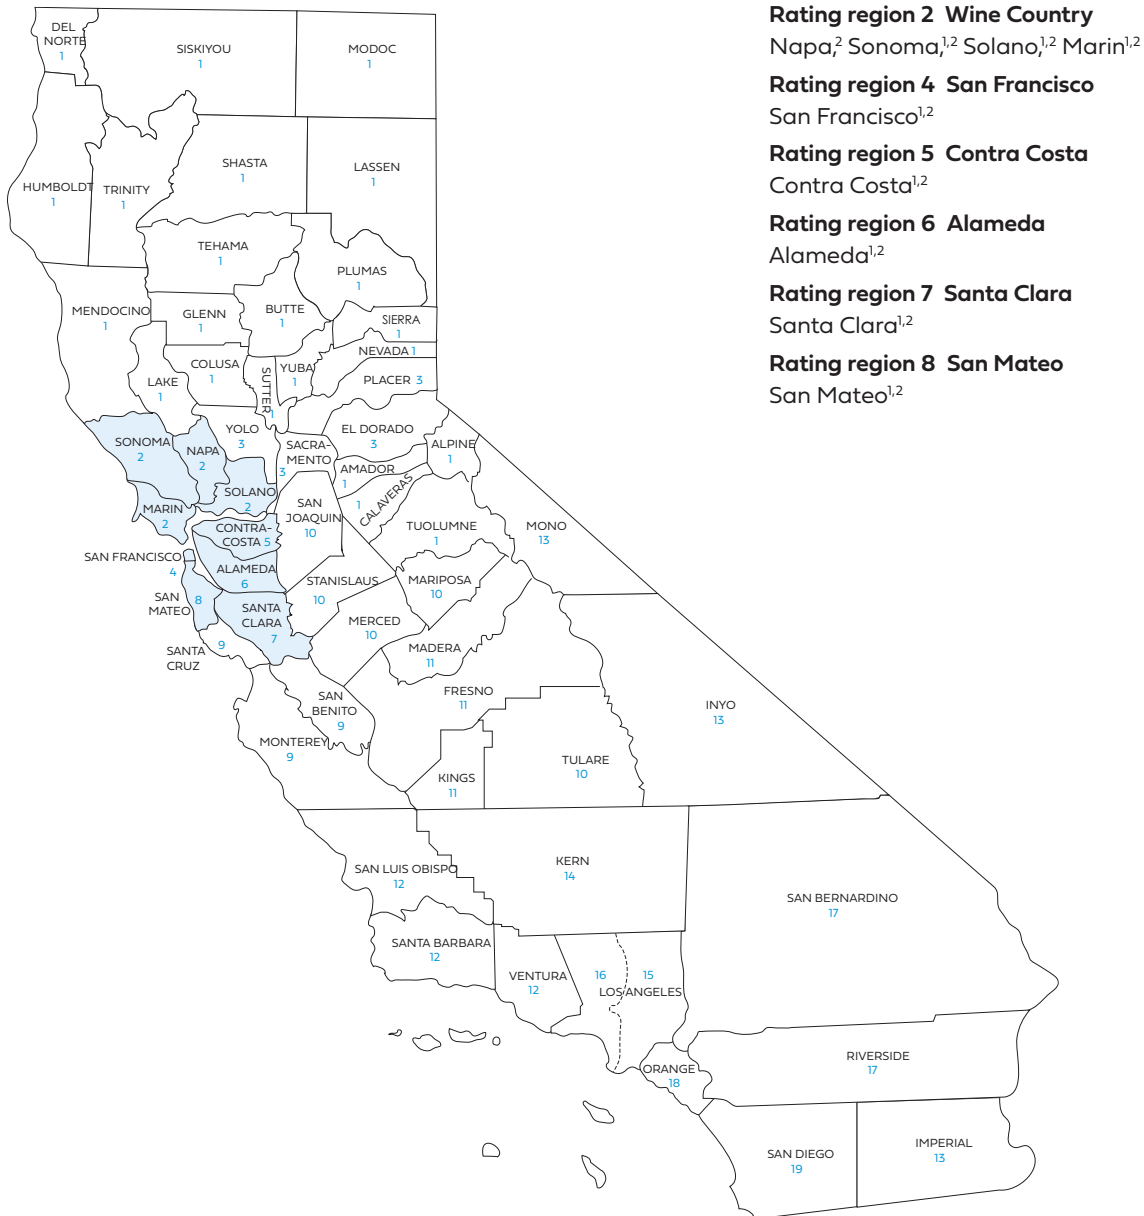 Rating region 2 Wine Country
Napa,² Sonoma,¹,² Solano,¹,² Marin¹,²
Rating region 4 San Francisco
San Francisco¹,²
Rating region 5 Contra Costa
Contra Costa¹,²
Rating region 6 Alameda
Alameda¹,²
Rating region 7 Santa Clara
Santa Clara¹,²
Rating region 8 San Mateo
San Mateo¹,²
DEL
NORTE
1
SISKIYOU
1
MODOC
1
HUMBOLDT
1
TRINITY
1
SHASTA
1
LASSEN
1
TEHAMA
1
PLUMAS
1
MENDOCINO
1
GLENN
1
BUTTE
1
SIERRA
1
NEVADA 1
COLUSA
1
SUTTER
1
YUBA
1
PLACER 3
LAKE
1
SONOMA
2
NAPA
2
YOLO
3
SACRA-
MENTO
3
EL DORADO
3
ALPINE
1
AMADOR
1
CALAVERAS
1
SOLANO
2
MARIN
2
SAN
JOAQUIN
10
CONTRA-
COSTA 5
TUOLUMNE
1
MONO
13
SAN FRANCISCO
4
ALAMEDA
6
STANISLAUS
10
MARIPOSA
10
SAN
MATEO
8
SANTA
CLARA
7
MERCED
10
MADERA
11
SANTA
CRUZ
9
FRESNO
11
SAN
BENITO
9
INYO
13
MONTEREY
9
TULARE
10
KINGS
11
SAN LUIS OBISPO
12
KERN
14
SAN BERNARDINO
17
SANTA BARBARA
12
VENTURA
12
16
15
LOS ANGELES
ORANGE
18
RIVERSIDE
17
SAN DIEGO
19
IMPERIAL
13